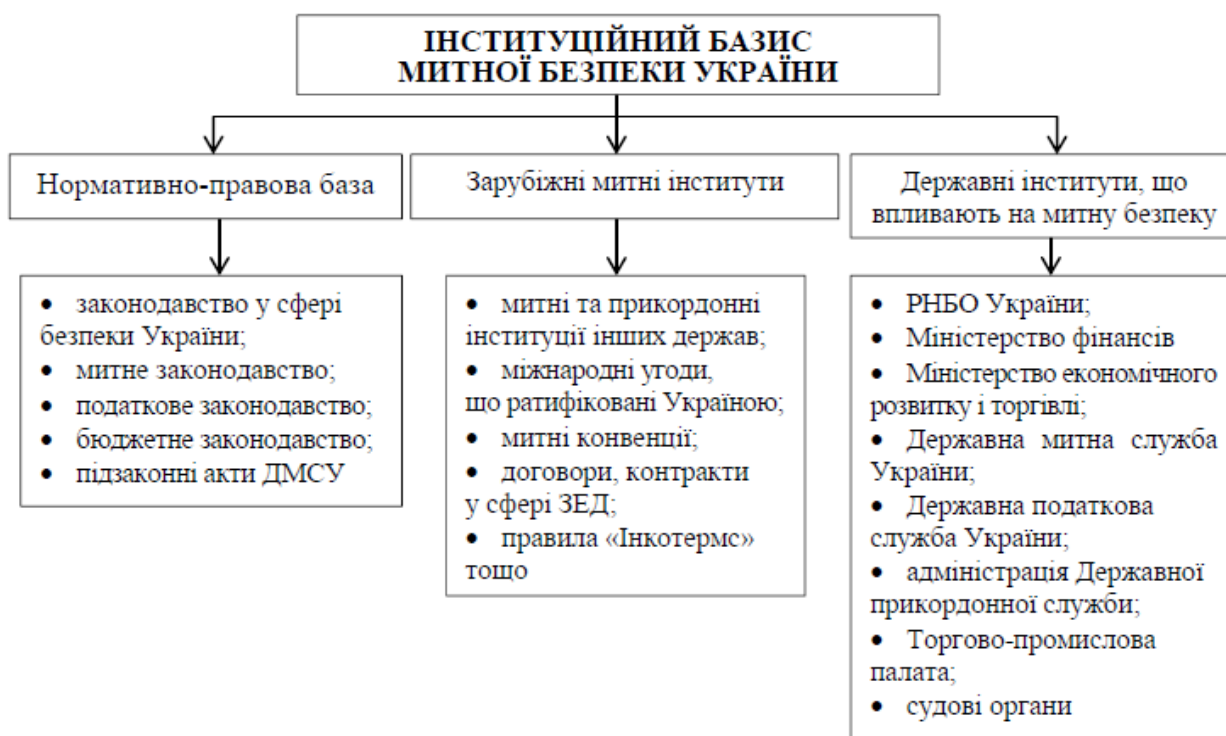 ІНСТИТУЦІЙНИЙ БАЗИС
МИТНОЇ БЕЗПЕКИ УКРАЇНИ
Нормативно-правова база
• законодавство у сфері
безпеки України;
• митне законодавство;
• податкове законодавство;
• бюджетне законодавство;
• підзаконні акти ДМСУ
Зарубіжні митні інститути
• митні та прикордонні
інституції інших держав;
• міжнародні угоди,
що ратифіковані Україною;
• митні конвенції;
• договори, контракти
у сфері ЗЕД;
• правила «Інкотермс»
тощо
Державні інститути, що
впливають на митну безпеку
• РНБО України;
• Міністерство фінансів
• Міністерство економічного
розвитку і торгівлі;
• Державна митна служба
України;
• Державна податкова
служба України;
• адміністрація Державної
прикордонної служби;
• Торгово-промислова
палата;
• судові органи